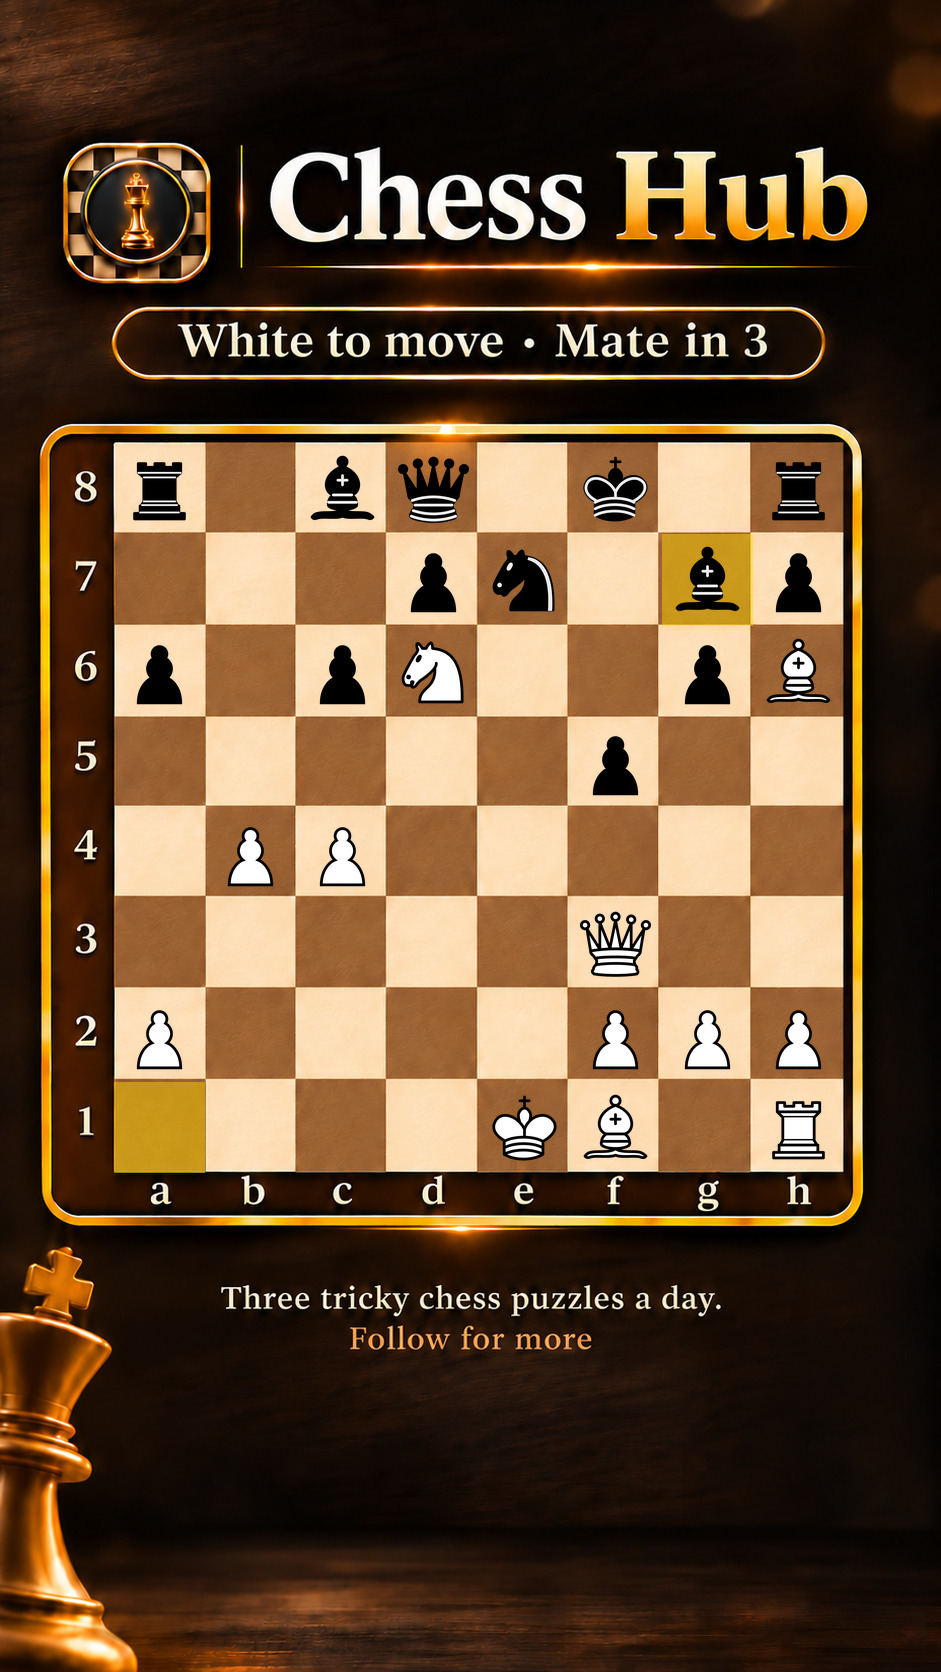 Chess Hub
White to move • Mate in 3
8
7
6
5
4
3
2
1
a b c d e f g h
Three tricky chess puzzles a day.
Follow for more